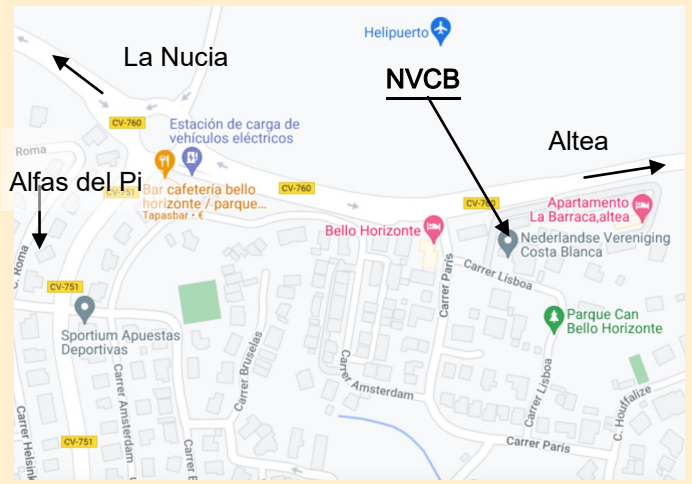 Helipuerto
La Nucia
NVCB
CV-760
Estación de carga de
vehículos eléctricos
Altea
Roma
Alfas del Pi
CV-751
Bar cafetería bello
horizonte / parque...
Tapasbar • €
CV-760
CV-760
Apartamento
La Barraca,altea
Bello Horizonte
Nederlandse Vereniging
Costa Blanca
C. Roma
Carrer París
Carrer Lisboa
CV-751
Parque Can
Bello Horizonte
Sportium Apuestas
Deportivas
Carrer Bruselas
Carrer Amsterdam
Carrer Lisboa
C. Houffalize
Carrer Amsterdam
Carrer Helsink
CV-751
Carrer París